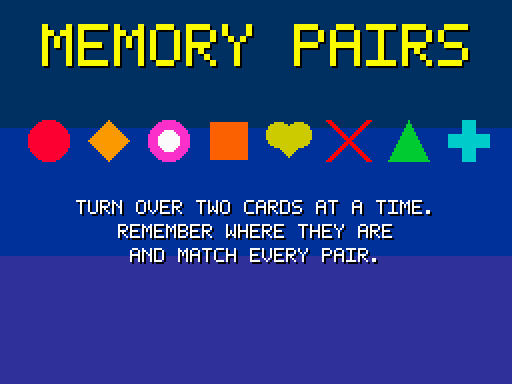 MEMORY PAIRS
TURN OVER TWO CARDS AT A TIME.
REMEMBER WHERE THEY ARE
AND MATCH EVERY PAIR.